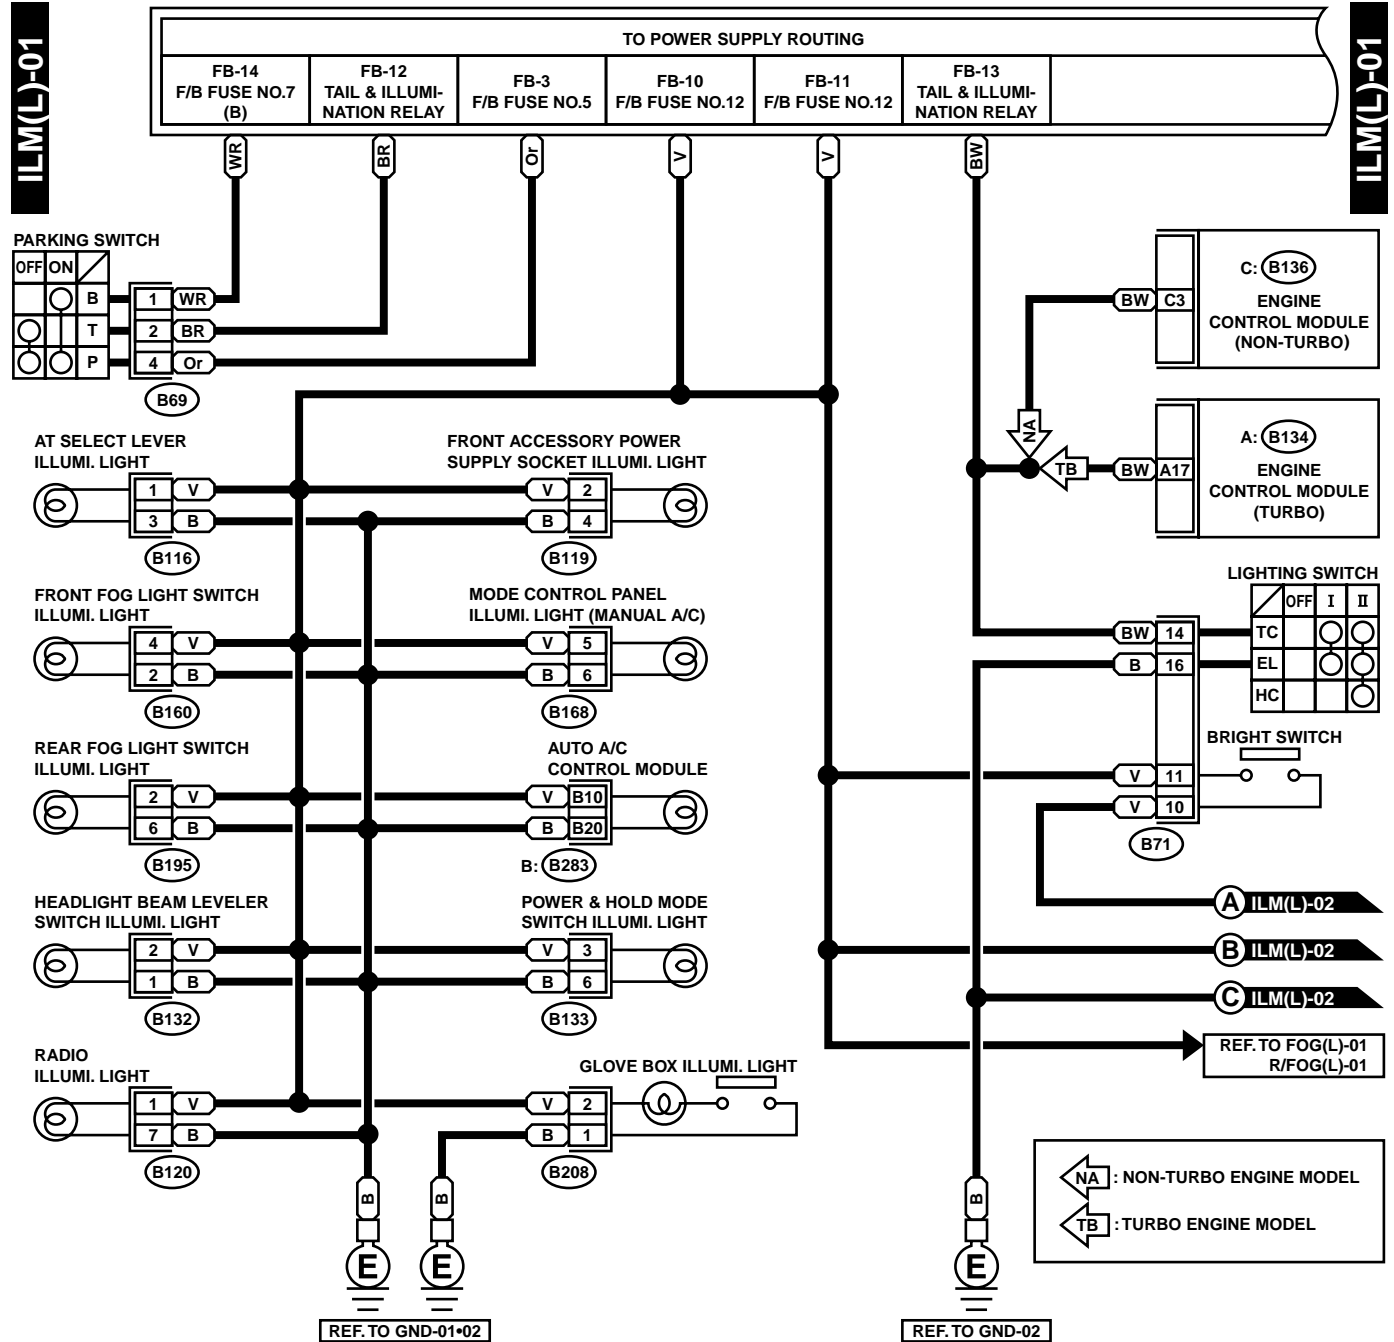 ILM(L)-01
ILM(L)-01
TO POWER SUPPLY ROUTING
FB-14
F/B FUSE NO.7
(B)
FB-12
TAIL & ILLUMI-
NATION RELAY
FB-3
F/B FUSE NO.5
FB-10
F/B FUSE NO.12
FB-11
F/B FUSE NO.12
FB-13
TAIL & ILLUMI-
NATION RELAY
WR
BR
Or
V
V
BW
PARKING SWITCH
OFF ON
B 1 WR
T 2 BR
P 4 Or
B69
C: B136
BW C3
ENGINE
CONTROL MODULE
(NON-TURBO)
NA
TB
A: B134
BW A17
ENGINE
CONTROL MODULE
(TURBO)
AT SELECT LEVER
ILLUMI. LIGHT
1 V
3 B
B116
FRONT ACCESSORY POWER
SUPPLY SOCKET ILLUMI. LIGHT
V 2
B 4
B119
FRONT FOG LIGHT SWITCH
ILLUMI. LIGHT
4 V
2 B
B160
MODE CONTROL PANEL
ILLUMI. LIGHT (MANUAL A/C)
V 5
B 6
B168
LIGHTING SWITCH
OFF I II
BW 14 TC
B 16 EL
HC
BRIGHT SWITCH
V 11
V 10
B71
REAR FOG LIGHT SWITCH
ILLUMI. LIGHT
2 V
6 B
B195
AUTO A/C
CONTROL MODULE
V B10
B B20
B: B283
HEADLIGHT BEAM LEVELER
SWITCH ILLUMI. LIGHT
2 V
1 B
B132
POWER & HOLD MODE
SWITCH ILLUMI. LIGHT
V 3
B 6
B133
A ILM(L)-02
B ILM(L)-02
C ILM(L)-02
REF. TO FOG(L)-01
R/FOG(L)-01
RADIO
ILLUMI. LIGHT
1 V
7 B
B120
GLOVE BOX ILLUMI. LIGHT
V 2
B 1
B208
B
B
B
E
E
E
REF. TO GND-01•02
REF. TO GND-02
NA : NON-TURBO ENGINE MODEL
TB : TURBO ENGINE MODEL